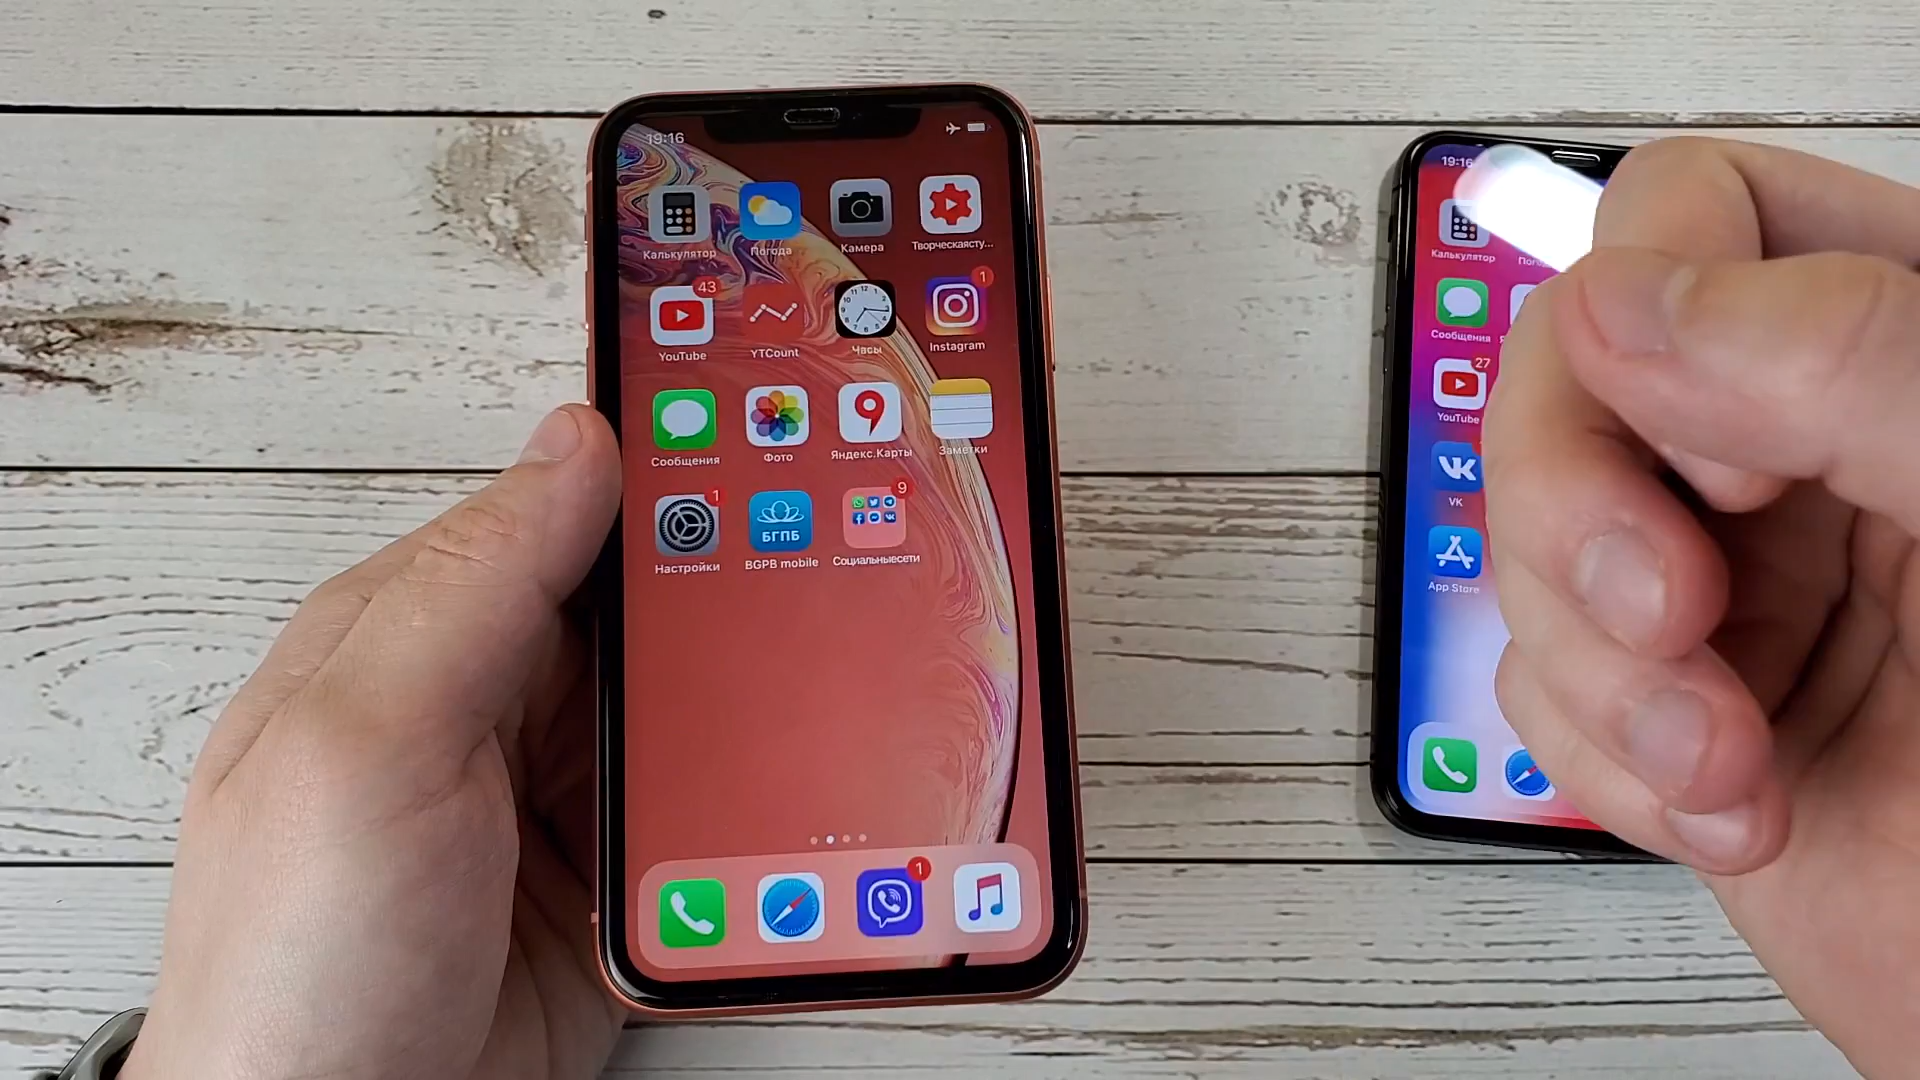 19:16
Калькулятор
Погода
Камера
Творческаясту...
43
1
YouTube
YTCount
Часы
Instagram
Сообщения
Фото
Яндекс.Карты
Заметки
1
9
БГПБ
Настройки
BGPB mobile
Социальныесети
1
19:16
Калькулятор
Сообщения
27
YouTube
VK
App Store